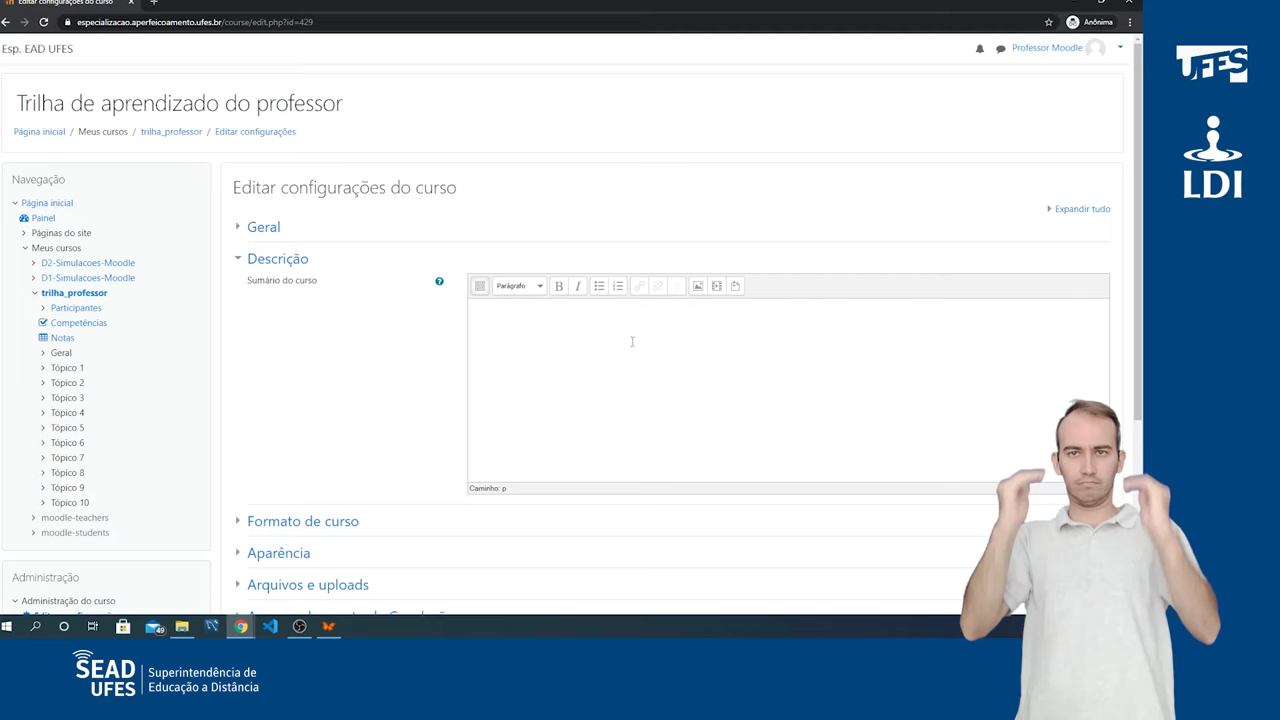 Editar configurações do curso
especializacao.aperfeicoamento.ufes.br/course/edit.php?id=429
Anônima
Esp. EAD UFES
Professor Moodle
Trilha de aprendizado do professor
Página inicial / Meus cursos / trilha_professor / Editar configurações
Navegação
Página inicial
Painel
Páginas do site
Meus cursos
D2-Simulacoes-Moodle
D1-Simulacoes-Moodle
trilha_professor
Participantes
Competências
Notas
Geral
Tópico 1
Tópico 2
Tópico 3
Tópico 4
Tópico 5
Tópico 6
Tópico 7
Tópico 8
Tópico 9
Tópico 10
moodle-teachers
moodle-students
Administração
Administração do curso
Editar configurações do curso
Expandir tudo
Geral
Descrição
Sumário do curso
Parágrafo
B
I
Caminho: p
Formato de curso
Aparência
Arquivos e uploads
49
UFES
LDI
SEAD
UFES
Superintendência de
Educação a Distância